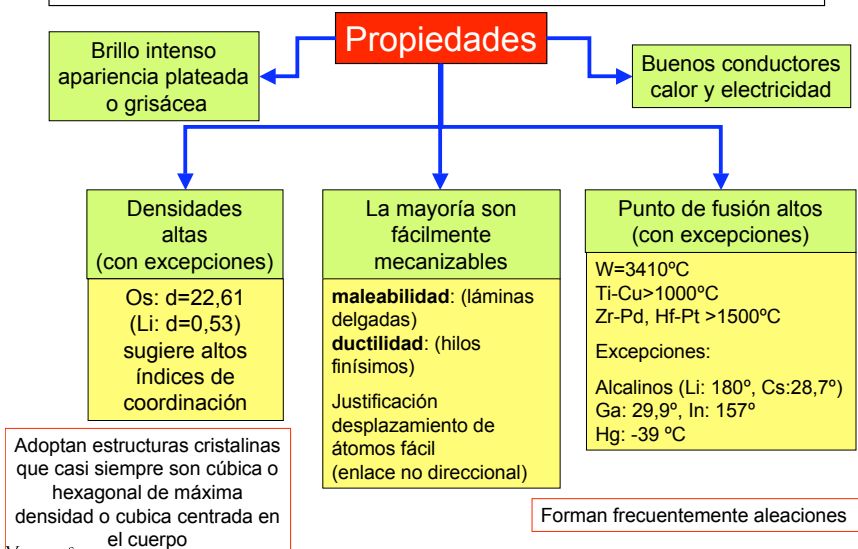 Propiedades
Brillo intenso
apariencia plateada
o grisácea
Buenos conductores
calor y electricidad
Densidades
altas
(con excepciones)
Os: d=22,61
(Li: d=0,53)
sugiere altos
índices de
coordinación
La mayoría son
fácilmente
mecanizables
maleabilidad: (láminas
delgadas)
ductilidad: (hilos
finísimos)
Justificación
desplazamiento de
átomos fácil
(enlace no direccional)
Punto de fusión altos
(con excepciones)
W=3410ºC
Ti-Cu>1000ºC
Zr-Pd, Hf-Pt >1500ºC
Excepciones:
Alcalinos (Li: 180º, Cs:28,7º)
Ga: 29,9º, In: 157º
Hg: -39 ºC
Adoptan estructuras cristalinas
que casi siempre son cúbica o
hexagonal de máxima
densidad o cubica centrada en
el cuerpo
Forman frecuentemente aleaciones